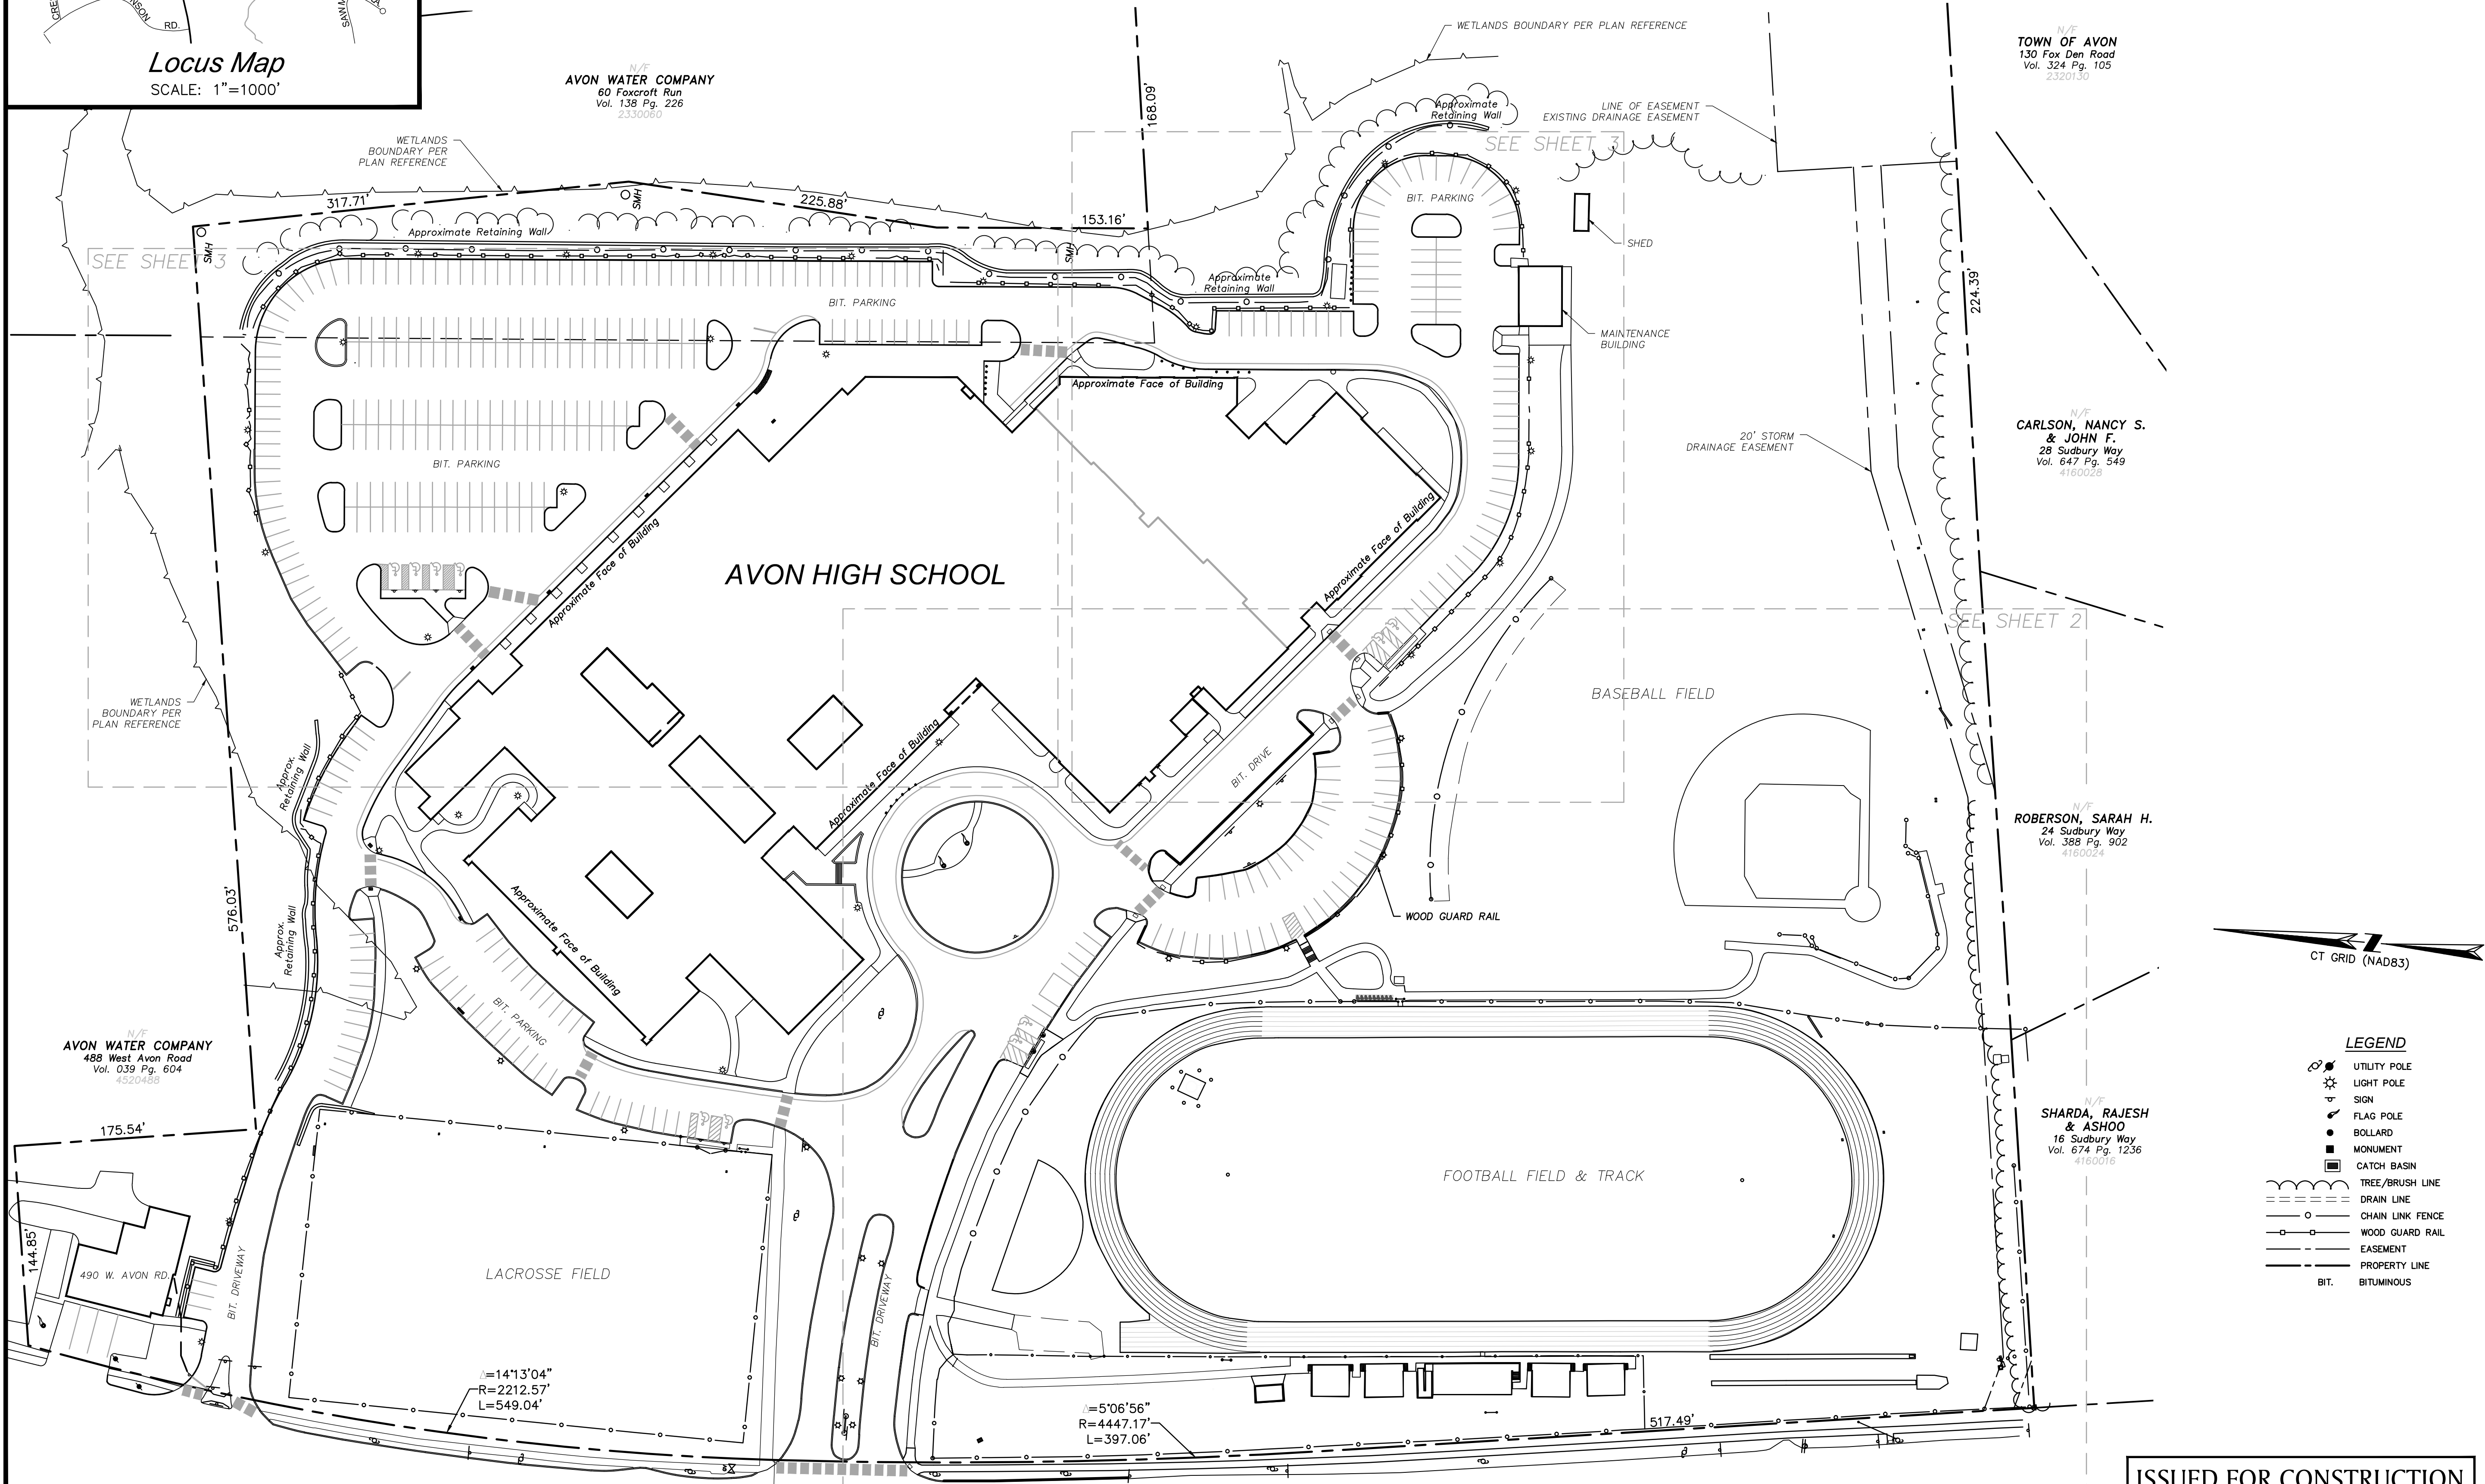 RD.
Locus Map
SCALE: 1"=1000'
N/F
AVON WATER COMPANY
60 Foxcroft Run
Vol. 138 Pg. 226
2330060
WETLANDS
BOUNDARY PER
PLAN REFERENCE
168.09'
WETLANDS BOUNDARY PER PLAN REFERENCE
Approximate
Retaining Wall
SEE SHEET 3
LINE OF EASEMENT
EXISTING DRAINAGE EASEMENT
N/F
TOWN OF AVON
130 Fox Den Road
Vol. 324 Pg. 105
2320130
317.71'
SMH
225.88'
153.16'
SMH
SMH
Approximate Retaining Wall
SEE SHEET 3
BIT. PARKING
SHED
Approximate
Retaining Wall
BIT. PARKING
MAINTENANCE
BUILDING
224.39'
Approximate Face of Building
N/F
CARLSON, NANCY S.
& JOHN F.
28 Sudbury Way
Vol. 647 Pg. 549
4160028
20' STORM
DRAINAGE EASEMENT
BIT. PARKING
Approximate Face of Building
AVON HIGH SCHOOL
Approximate Face of Building
SEE SHEET 2
BASEBALL FIELD
WETLANDS
BOUNDARY PER
PLAN REFERENCE
Approx.
Retaining Wall
Approximate Face of Building
BIT. DRIVE
N/F
ROBERSON, SARAH H.
24 Sudbury Way
Vol. 388 Pg. 902
4160024
576.03'
Approx.
Retaining Wall
Approximate Face of Building
WOOD GUARD RAIL
CT GRID (NAD83)
BIT. PARKING
N/F
AVON WATER COMPANY
488 West Avon Road
Vol. 039 Pg. 604
4520488
175.54'
144.85'
490 W. AVON RD.
BIT. DRIVEWAY
LACROSSE FIELD
BIT. DRIVEWAY
FOOTBALL FIELD & TRACK
N/F
SHARDA, RAJESH
& ASHOO
16 Sudbury Way
Vol. 674 Pg. 1236
4160016
LEGEND
UTILITY POLE
LIGHT POLE
SIGN
FLAG POLE
BOLLARD
MONUMENT
CATCH BASIN
TREE/BRUSH LINE
DRAIN LINE
CHAIN LINK FENCE
WOOD GUARD RAIL
EASEMENT
PROPERTY LINE
BIT. BITUMINOUS
Δ=14°13'04"
R=2212.57'
L=549.04'
Δ=5°06'56"
R=4447.17'
L=397.06'
517.49'
ISSUED FOR CONSTRUCTION